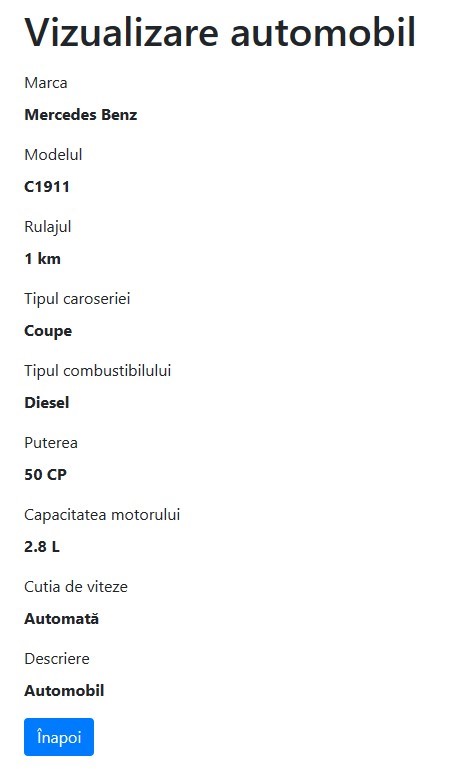 Vizualizare automobil
Marca
Mercedes Benz
Modelul
C1911
Rulajul
1 km
Tipul caroseriei
Coupe
Tipul combustibilului
Diesel
Puterea
50 CP
Capacitatea motorului
2.8 L
Cutia de viteze
Automată
Descriere
Automobil
Înapoi